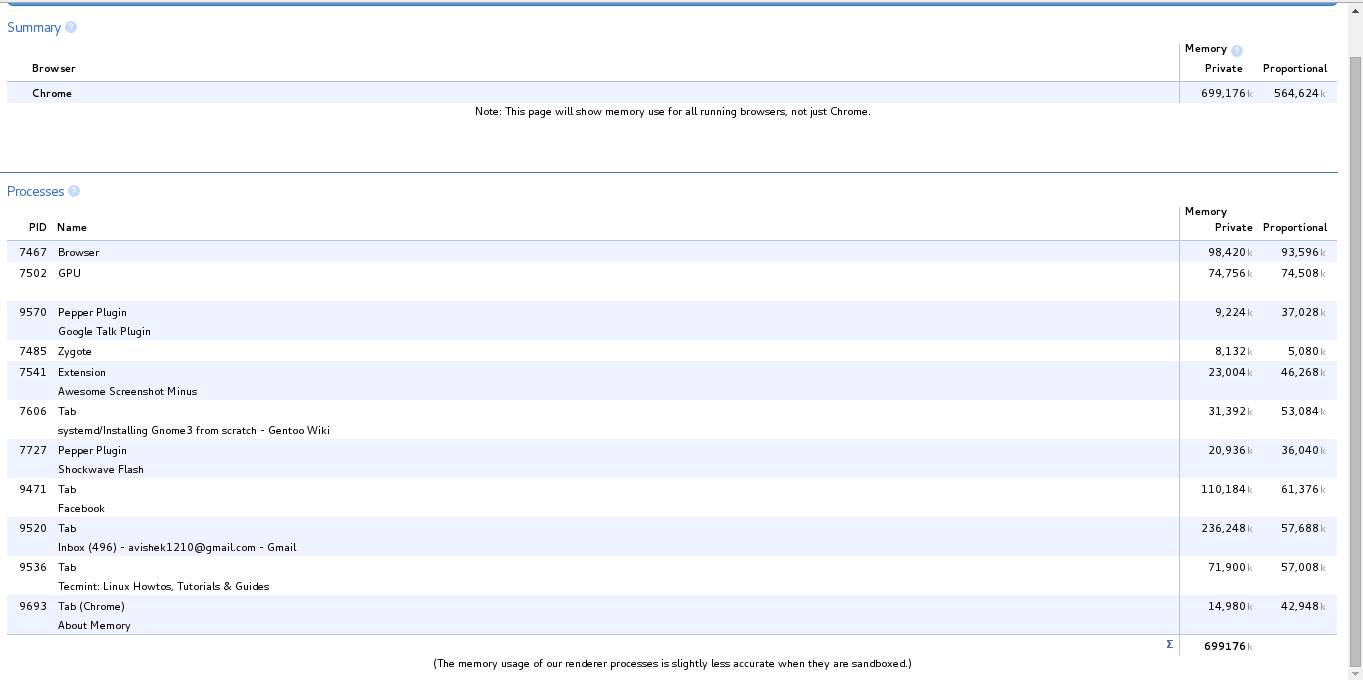 Summary ?
Memory ?
Browser Private Proportional
Chrome 699,176k 564,624k
Note: This page will show memory use for all running browsers, not just Chrome.
Processes ?
Memory
PID Name Private Proportional
7467 Browser 98,420k 93,596k
7502 GPU 74,756k 74,508k
9570 Pepper Plugin 9,224k 37,028k
Google Talk Plugin
7485 Zygote 8,132k 5,080k
7541 Extension 23,004k 46,268k
Awesome Screenshot Minus
7606 Tab 31,392k 53,084k
systemd/Installing Gnome3 from scratch - Gentoo Wiki
7727 Pepper Plugin 20,936k 36,040k
Shockwave Flash
9471 Tab 110,184k 61,376k
Facebook
9520 Tab 236,248k 57,688k
Inbox (496) - avishek1210@gmail.com - Gmail
9536 Tab 71,900k 57,008k
Tecmint: Linux Howtos, Tutorials & Guides
9693 Tab (Chrome) 14,980k 42,948k
About Memory
Σ 699176k
(The memory usage of our renderer processes is slightly less accurate when they are sandboxed.)